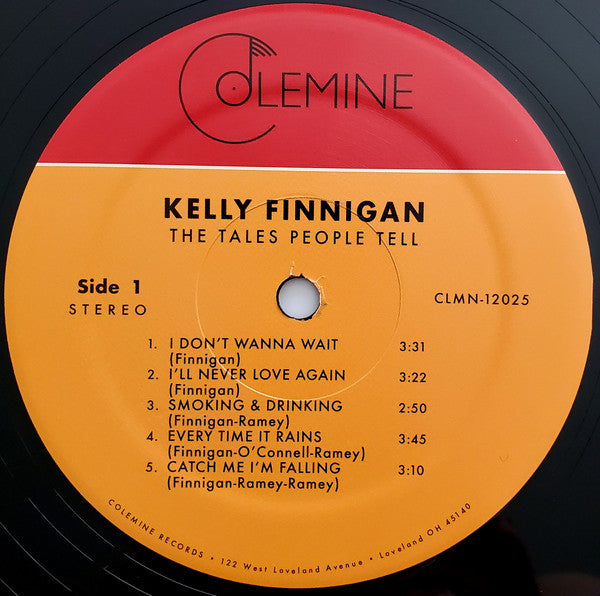 COLEMINE
KELLY FINNIGAN
THE TALES PEOPLE TELL
Side 1
STEREO
CLMN-12025
1. I DON'T WANNA WAIT 3:31
(Finnigan)
2. I'LL NEVER LOVE AGAIN 3:22
(Finnigan)
3. SMOKING & DRINKING 2:50
(Finnigan-Ramey)
4. EVERY TIME IT RAINS 3:45
(Finnigan-O'Connell-Ramey)
5. CATCH ME I'M FALLING 3:10
(Finnigan-Ramey-Ramey)
COLEMINE RECORDS • 122 West Loveland Avenue • Loveland OH 45140